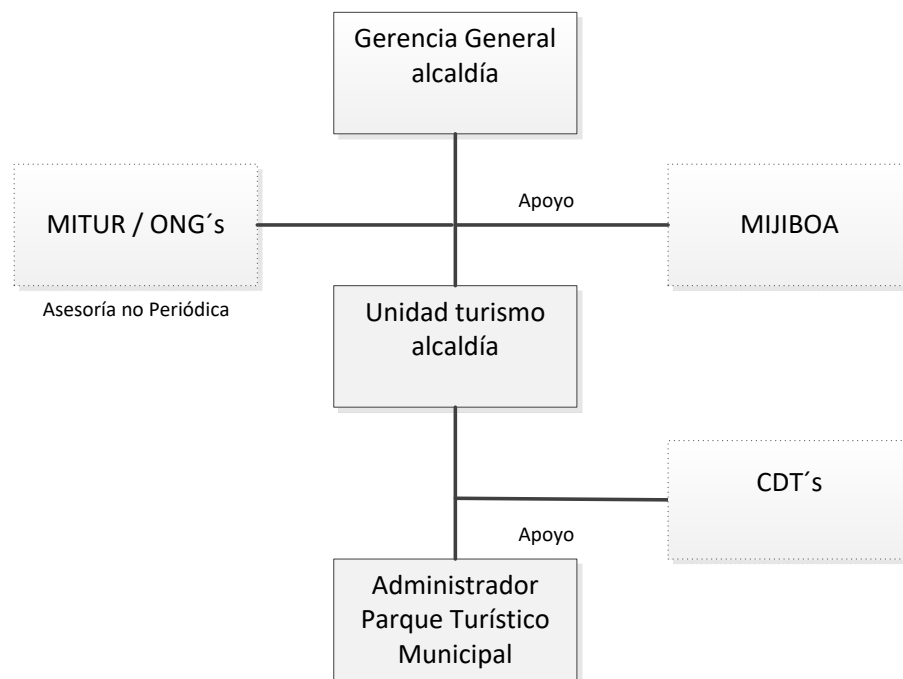 Gerencia General
alcaldía
Apoyo
MITUR / ONG´s
MIJIBOA
Asesoría no Periódica
Unidad turismo
alcaldía
CDT´s
Apoyo
Administrador
Parque Turístico
Municipal